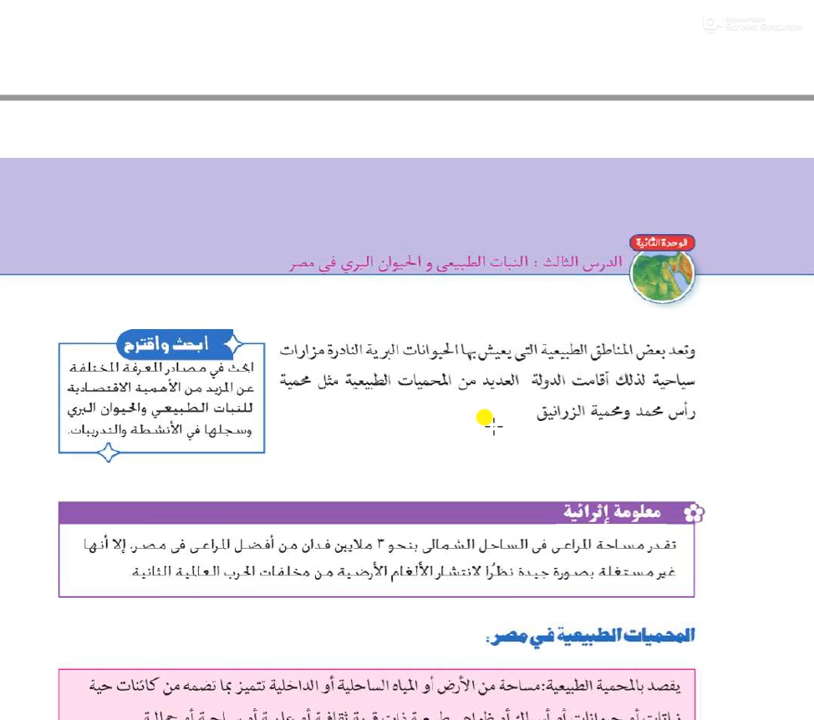 الوحدة الثانية
الدرس الثالث : النبات الطبيعى و الحيوان البري في مصر
وتعد بعض المناطق الطبيعية التى يعيش بها الحيوانات البرية النادرة مزارات
سياحية لذلك أقامت الدولة العديد من المحميات الطبيعية مثل محمية
رأس محمد ومحمية الزرانيق
ابحث واقترح
ابحث في مصادر المعرفة المختلفة
عن المزيد من الأهمية الاقتصادية
للنبات الطبيعي والحيوان البري
وسجلها في الأنشطة والتدريبات.
معلومة إثرائية
تقدر مساحة المراعى فى الساحل الشمالى بنحو ٣ ملايين فدان من أفضل المراعى فى مصر. إلا أنها
غير مستغلة بصورة جيدة نظرًا لانتشار الألغام الأرضية من مخلفات الحرب العالمية الثانية
المحميات الطبيعية في مصر:
يقصد بالمحمية الطبيعية: مساحة من الأرض أو المياه الساحلية أو الداخلية تتميز بما تضمه من كائنات حية